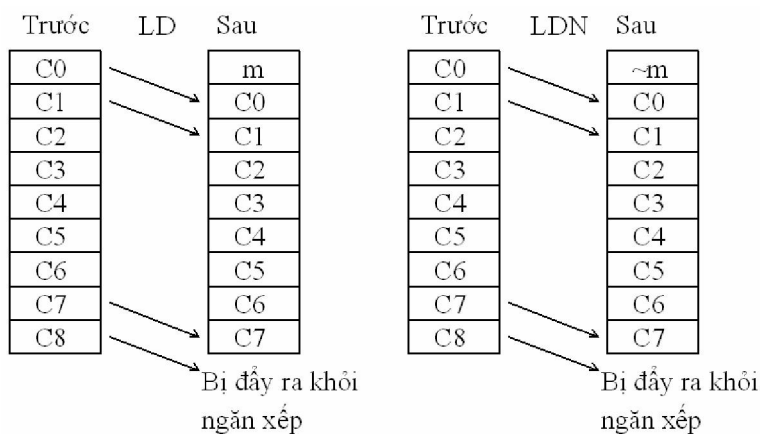 Trước LD Sau Trước LDN Sau
C0 m C0 ~m
C1 C0 C1 C0
C2 C1 C2 C1
C3 C2 C3 C2
C4 C3 C4 C3
C5 C4 C5 C4
C6 C5 C6 C5
C7 C6 C7 C6
C8 C7 C8 C7
Bị đẩy ra khỏi Bị đẩy ra khỏi
ngăn xếp ngăn xếp